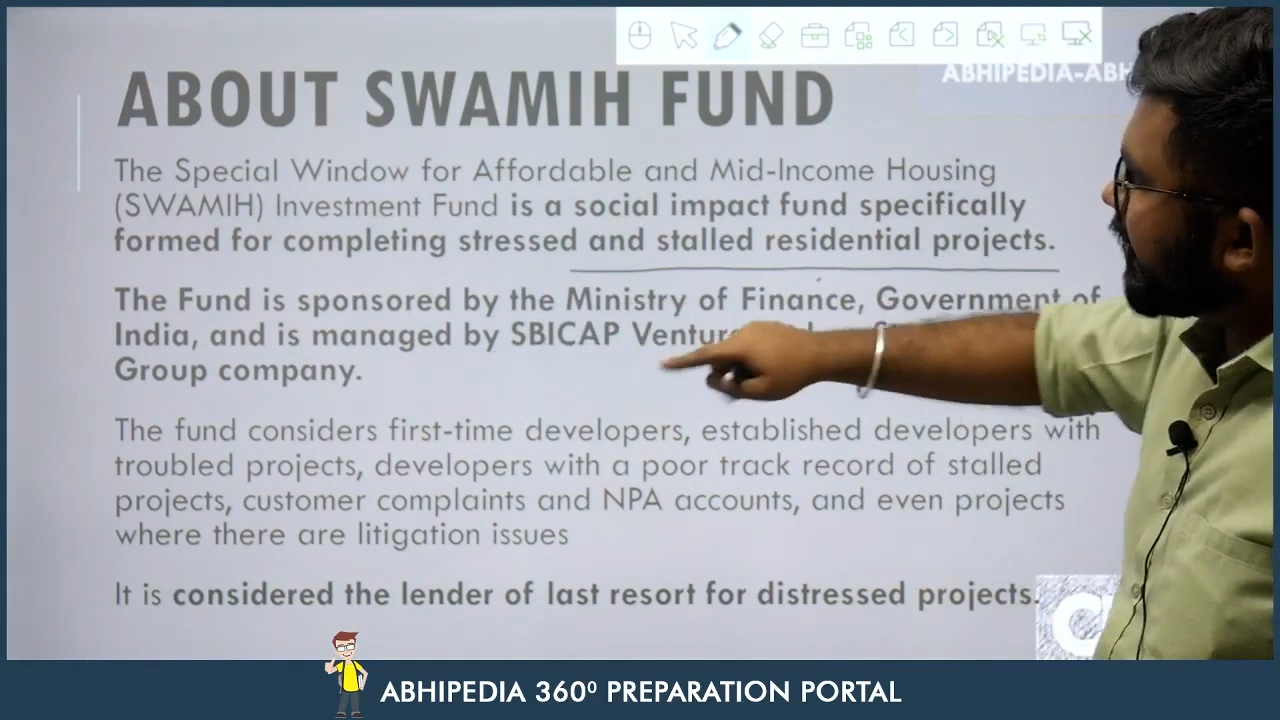 ABHIPEDIA-ABH
ABOUT SWAMIH FUND
The Special Window for Affordable and Mid-Income Housing
(SWAMIH) Investment Fund is a social impact fund specifically
formed for completing stressed and stalled residential projects.
The Fund is sponsored by the Ministry of Finance, Government of
India, and is managed by SBICAP
Group company.
The fund considers first-time developers, established developers with
troubled projects, developers with a poor track record of stalled
projects, customer complaints and NPA accounts, and even projects
where there are litigation issues
It is considered the lender of last resort for distressed projects.
ABHIPEDIA 360⁰ PREPARATION PORTAL